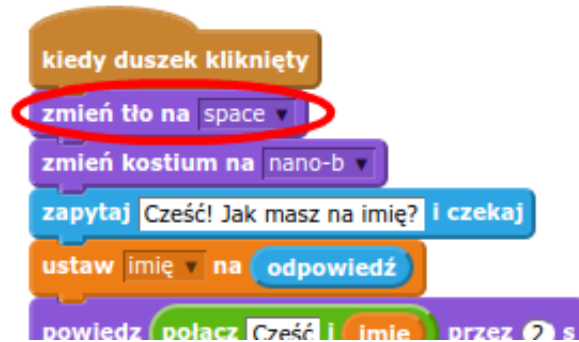 kiedy duszek kliknięty
zmień tło na space
zmień kostium na nano-b
zapytaj Cześć! Jak masz na imię? i czekaj
ustaw imię na odpowiedź
powiedz połącz Cześć i imię przez 2 s